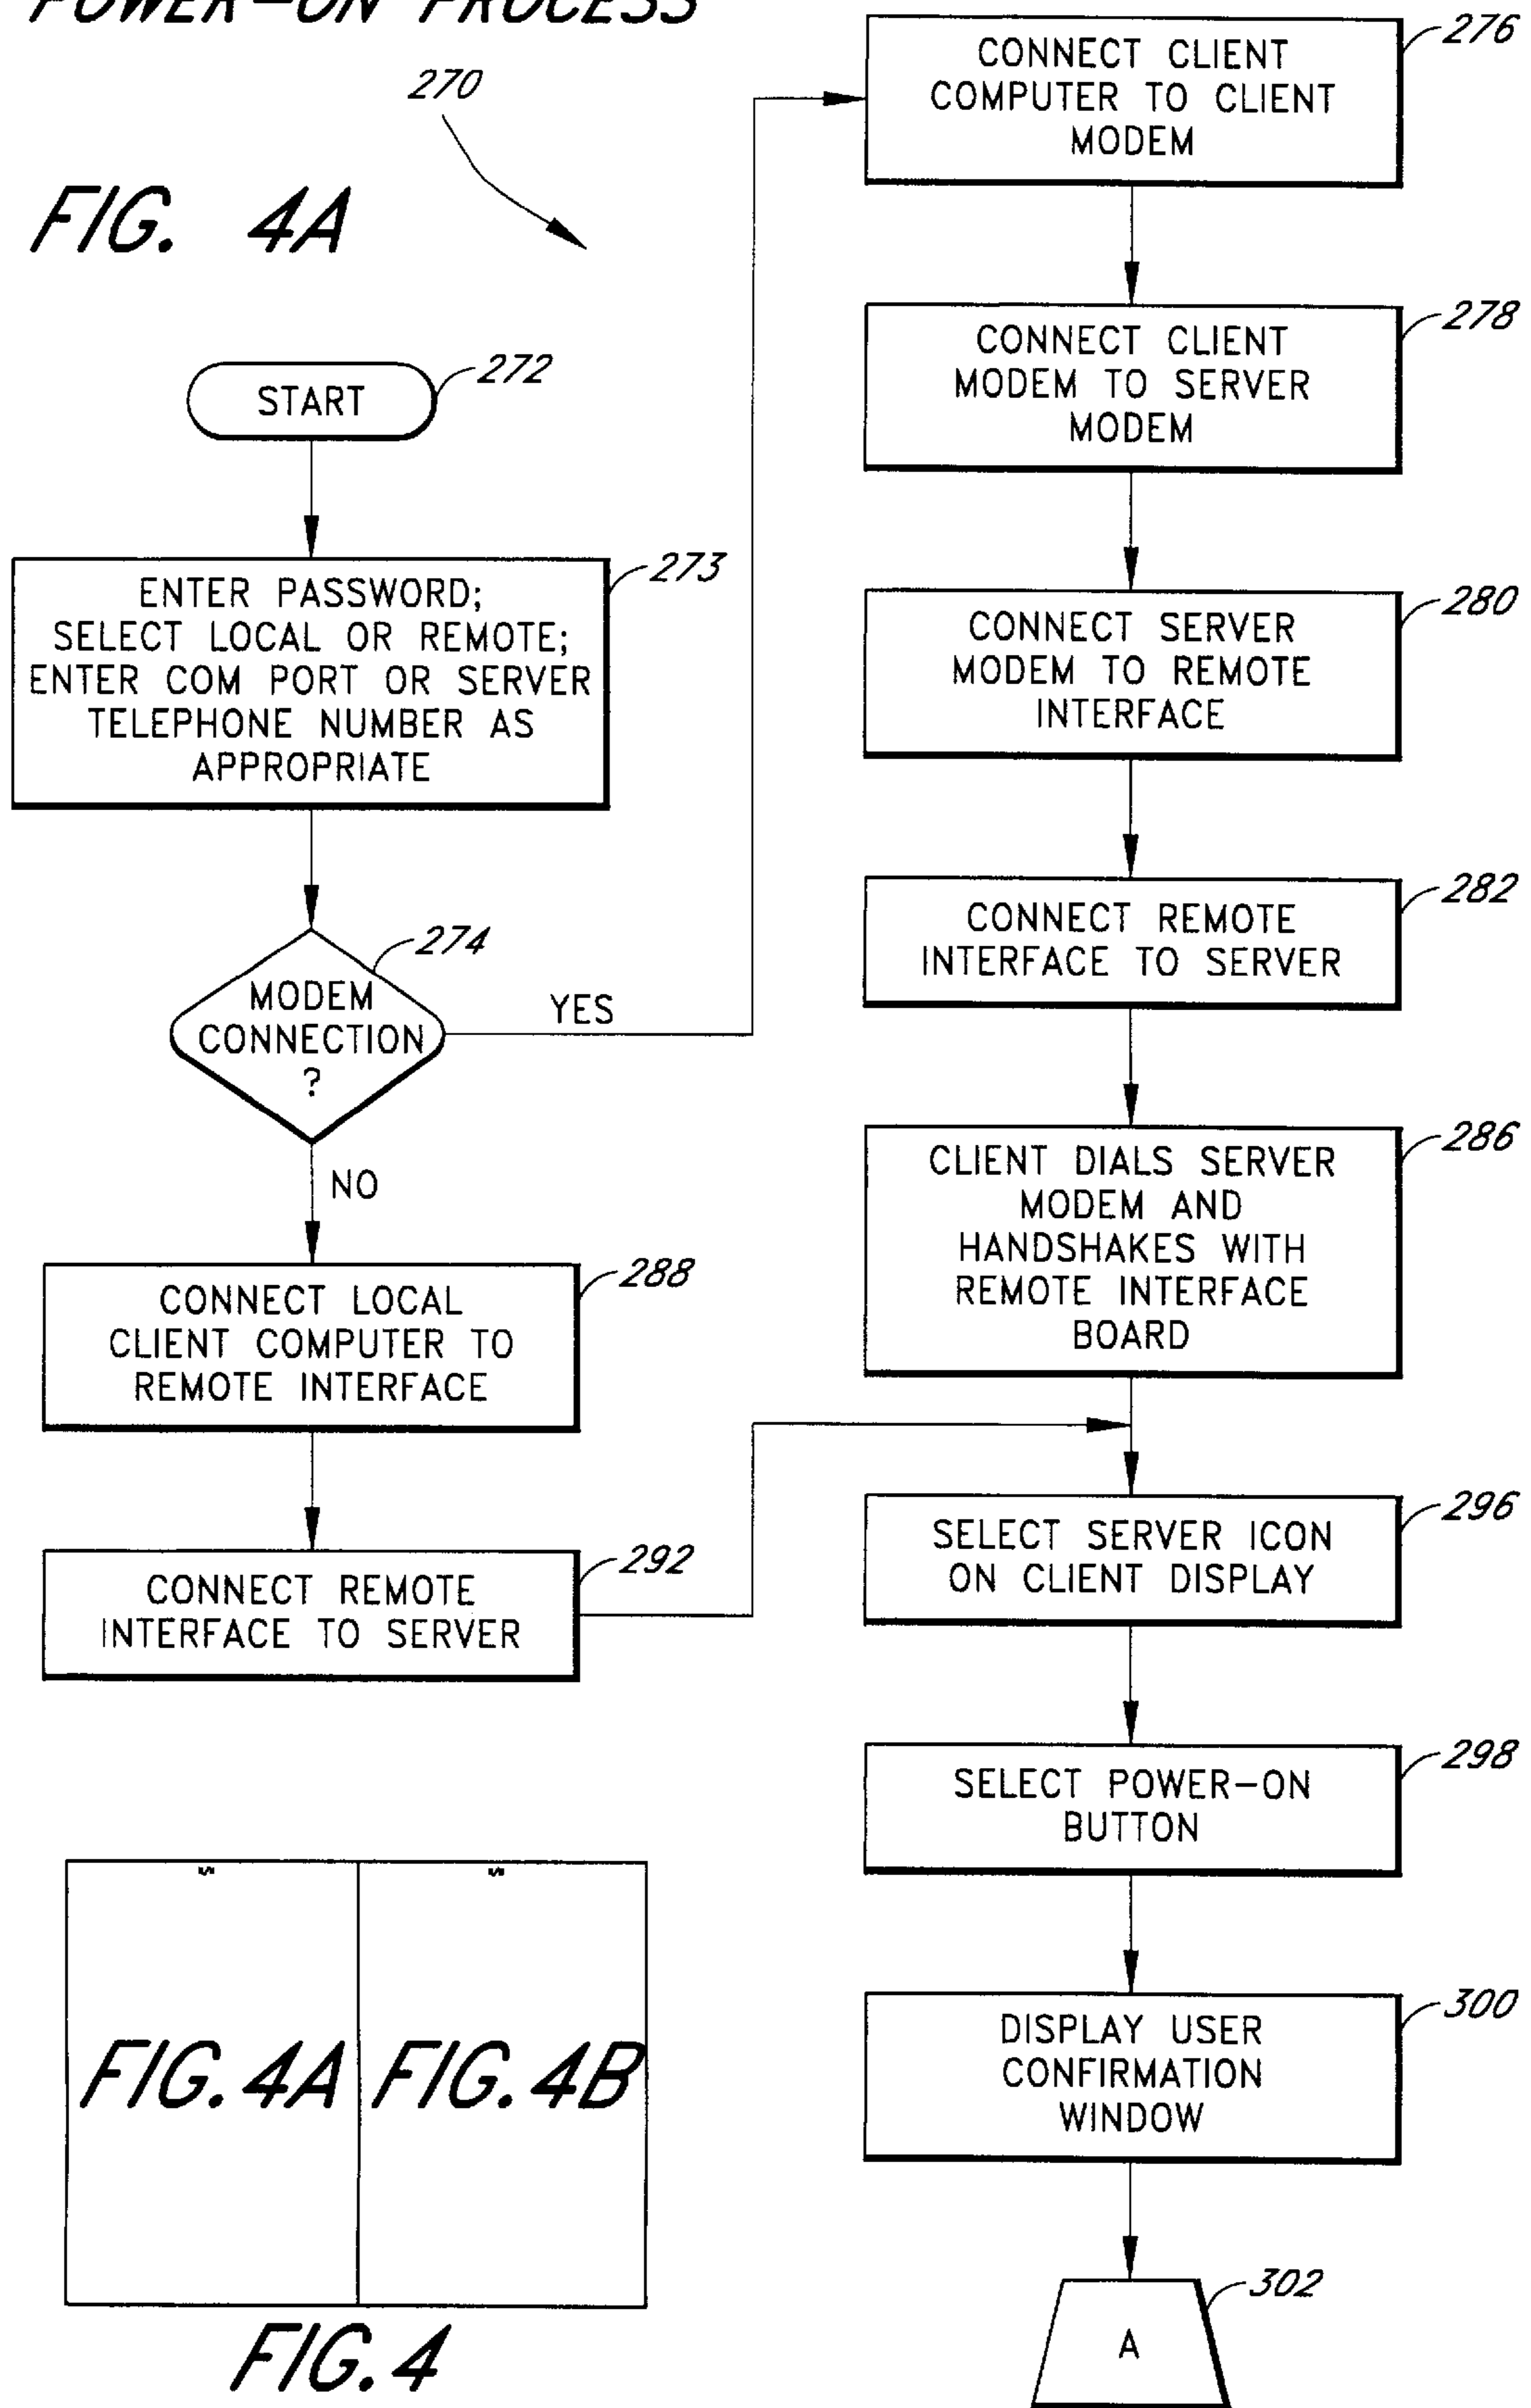 POWER-ON PROCESS
270
FIG. 4A
START
272
ENTER PASSWORD;
SELECT LOCAL OR REMOTE;
ENTER COM PORT OR SERVER
TELEPHONE NUMBER AS
APPROPRIATE
273
MODEM
CONNECTION
?
274
YES
NO
CONNECT LOCAL
CLIENT COMPUTER TO
REMOTE INTERFACE
288
CONNECT REMOTE
INTERFACE TO SERVER
292
CONNECT CLIENT
COMPUTER TO CLIENT
MODEM
276
CONNECT CLIENT
MODEM TO SERVER
MODEM
278
CONNECT SERVER
MODEM TO REMOTE
INTERFACE
280
CONNECT REMOTE
INTERFACE TO SERVER
282
CLIENT DIALS SERVER
MODEM AND
HANDSHAKES WITH
REMOTE INTERFACE
BOARD
286
SELECT SERVER ICON
ON CLIENT DISPLAY
296
SELECT POWER-ON
BUTTON
298
DISPLAY USER
CONFIRMATION
WINDOW
300
A
302
FIG. 4A
FIG. 4B
FIG. 4